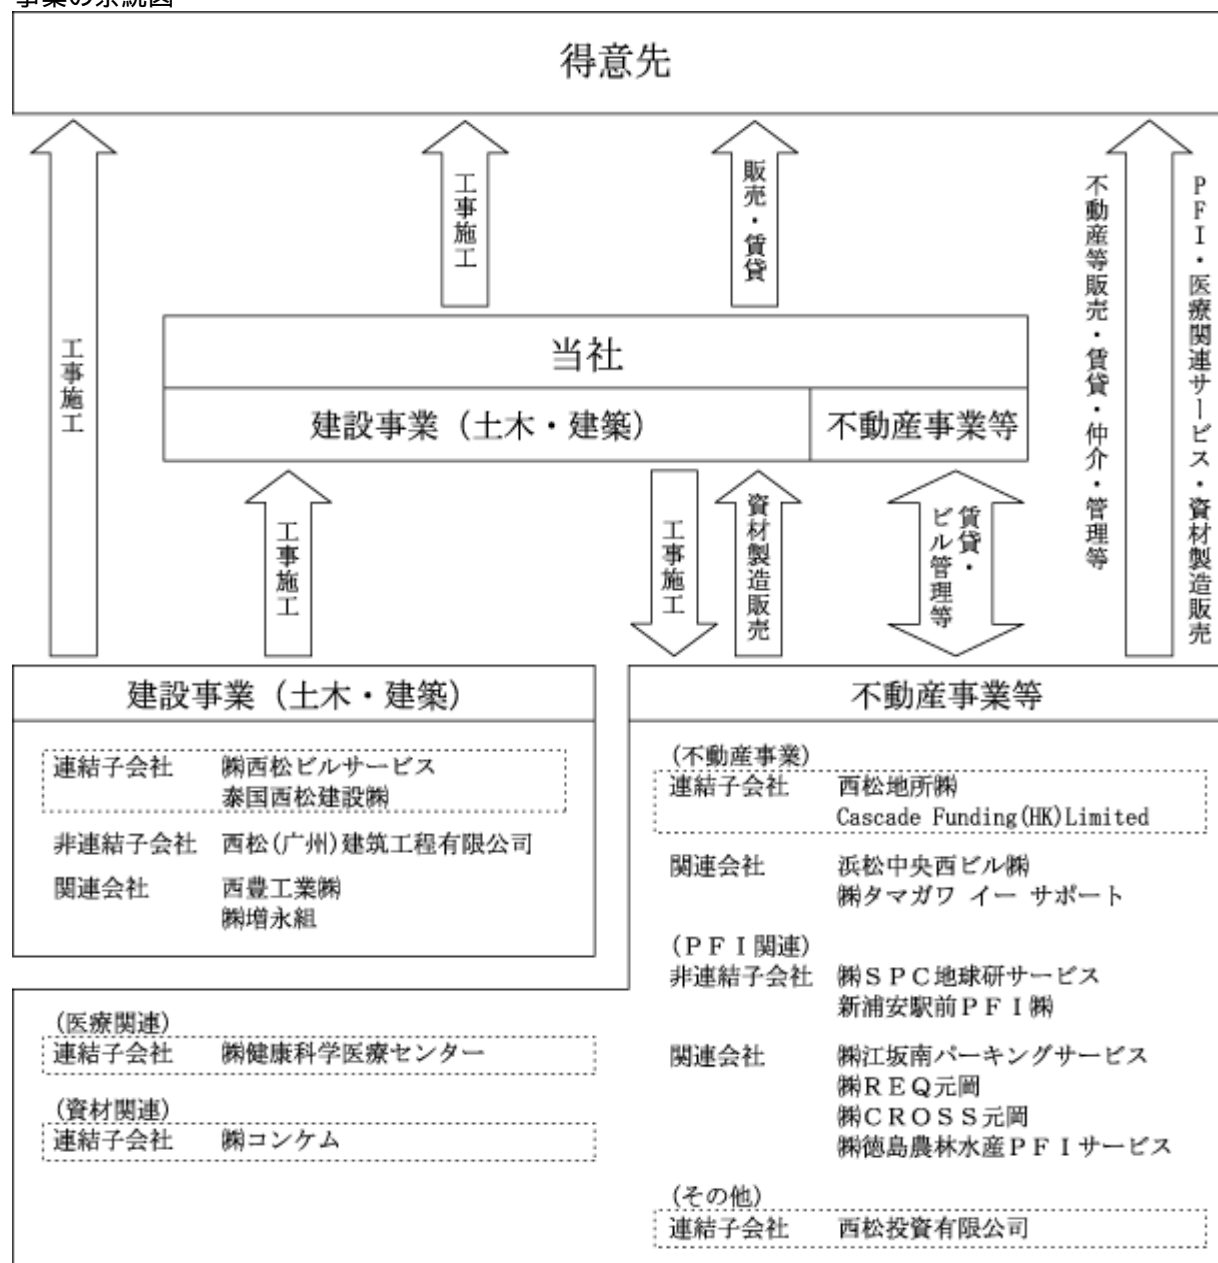 事業の系統図
得意先
工事施工
工事施工
販売・賃貸
不動産等販売・賃貸・仲介・管理等
PFI・医療関連サービス・資材製造販売
当社
建設事業（土木・建築）
不動産事業等
工事施工
工事施工
資材製造販売
賃貸・
ビル管理等
建設事業（土木・建築）
連結子会社 ㈱西松ビルサービス
泰国西松建設㈱
非連結子会社 西松(广州)建筑工程有限公司
関連会社 西豊工業㈱
㈱増永組
不動産事業等
(不動産事業)
連結子会社 西松地所㈱
Cascade Funding(HK)Limited
関連会社 浜松中央西ビル㈱
㈱タマガワ イー サポート
(ＰＦＩ関連)
非連結子会社 ㈱ＳＰＣ地球研サービス
新浦安駅前ＰＦＩ㈱
関連会社 ㈱江坂南パーキングサービス
㈱ＲＥＱ元岡
㈱ＣＲＯＳＳ元岡
㈱徳島農林水産ＰＦＩサービス
(その他)
連結子会社 西松投資有限公司
(医療関連)
連結子会社 ㈱健康科学医療センター
(資材関連)
連結子会社 ㈱コンケム